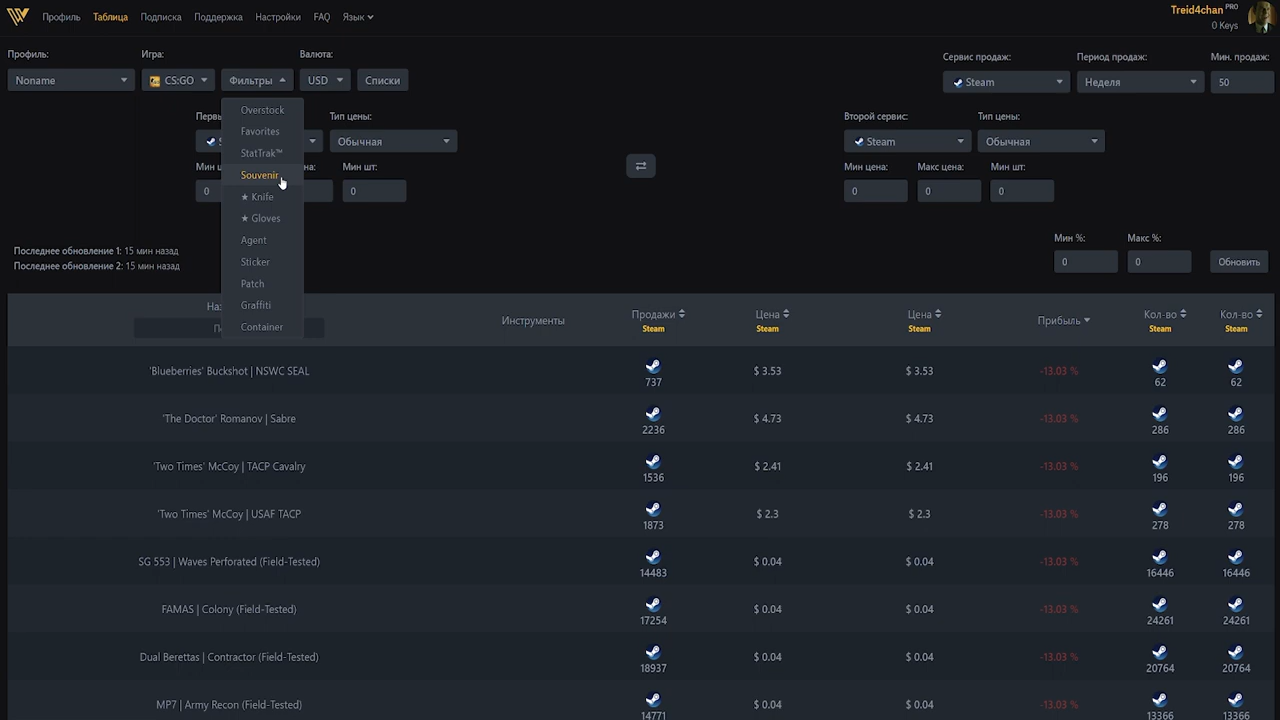 Профиль
Таблица
Подписка
Поддержка
Настройки
FAQ
Язык
Treid4chan PRO
0 Keys
Профиль:
Игра:
Валюта:
Сервис продаж:
Период продаж:
Мин. продаж:
Noname
CS:GO
Фильтры
USD
Списки
Steam
Неделя
50
Overstock
Favorites
StatTrak™
Souvenir
★ Knife
★ Gloves
Agent
Sticker
Patch
Graffiti
Container
Тип цены:
Обычная
Мин шт:
0
0
Второй сервис:
Тип цены:
Steam
Обычная
Мин цена:
Макс цена:
Мин шт:
0
0
0
Последнее обновление 1: 15 мин назад
Последнее обновление 2: 15 мин назад
Мин %:
Макс %:
0
0
Обновить
Инструменты
Продажи
Steam
Цена
Steam
Цена
Steam
Прибыль
Кол-во
Steam
Кол-во
Steam
'Blueberries' Buckshot | NSWC SEAL 737 $ 3.53 $ 3.53 -13.03 % 62 62
'The Doctor' Romanov | Sabre 2236 $ 4.73 $ 4.73 -13.03 % 286 286
'Two Times' McCoy | TACP Cavalry 1536 $ 2.41 $ 2.41 -13.03 % 196 196
'Two Times' McCoy | USAF TACP 1873 $ 2.3 $ 2.3 -13.03 % 278 278
SG 553 | Waves Perforated (Field-Tested) 14483 $ 0.04 $ 0.04 -13.03 % 16446 16446
FAMAS | Colony (Field-Tested) 17254 $ 0.04 $ 0.04 -13.03 % 24261 24261
Dual Berettas | Contractor (Field-Tested) 18937 $ 0.04 $ 0.04 -13.03 % 20764 20764
MP7 | Army Recon (Field-Tested) 14771 $ 0.04 $ 0.04 -13.03 % 13366 13366